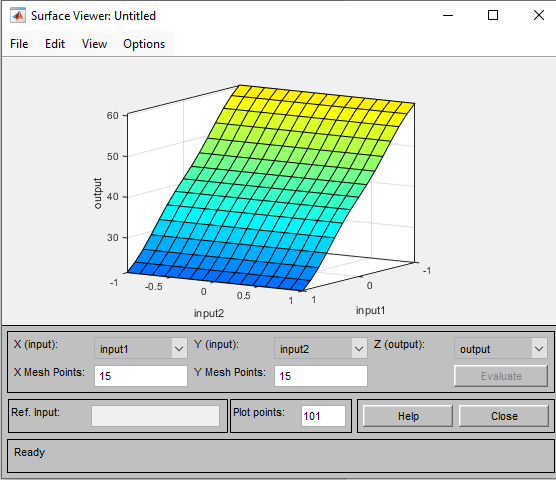 Surface Viewer: Untitled
File Edit View Options
60
50
40
30
output
-1 -0.5 0 0.5 1
input2
1 0 -1
input1
X (input): input1 Y (input): input2 Z (output): output
X Mesh Points: 15 Y Mesh Points: 15 Evaluate
Ref. Input: Plot points: 101 Help Close
Ready